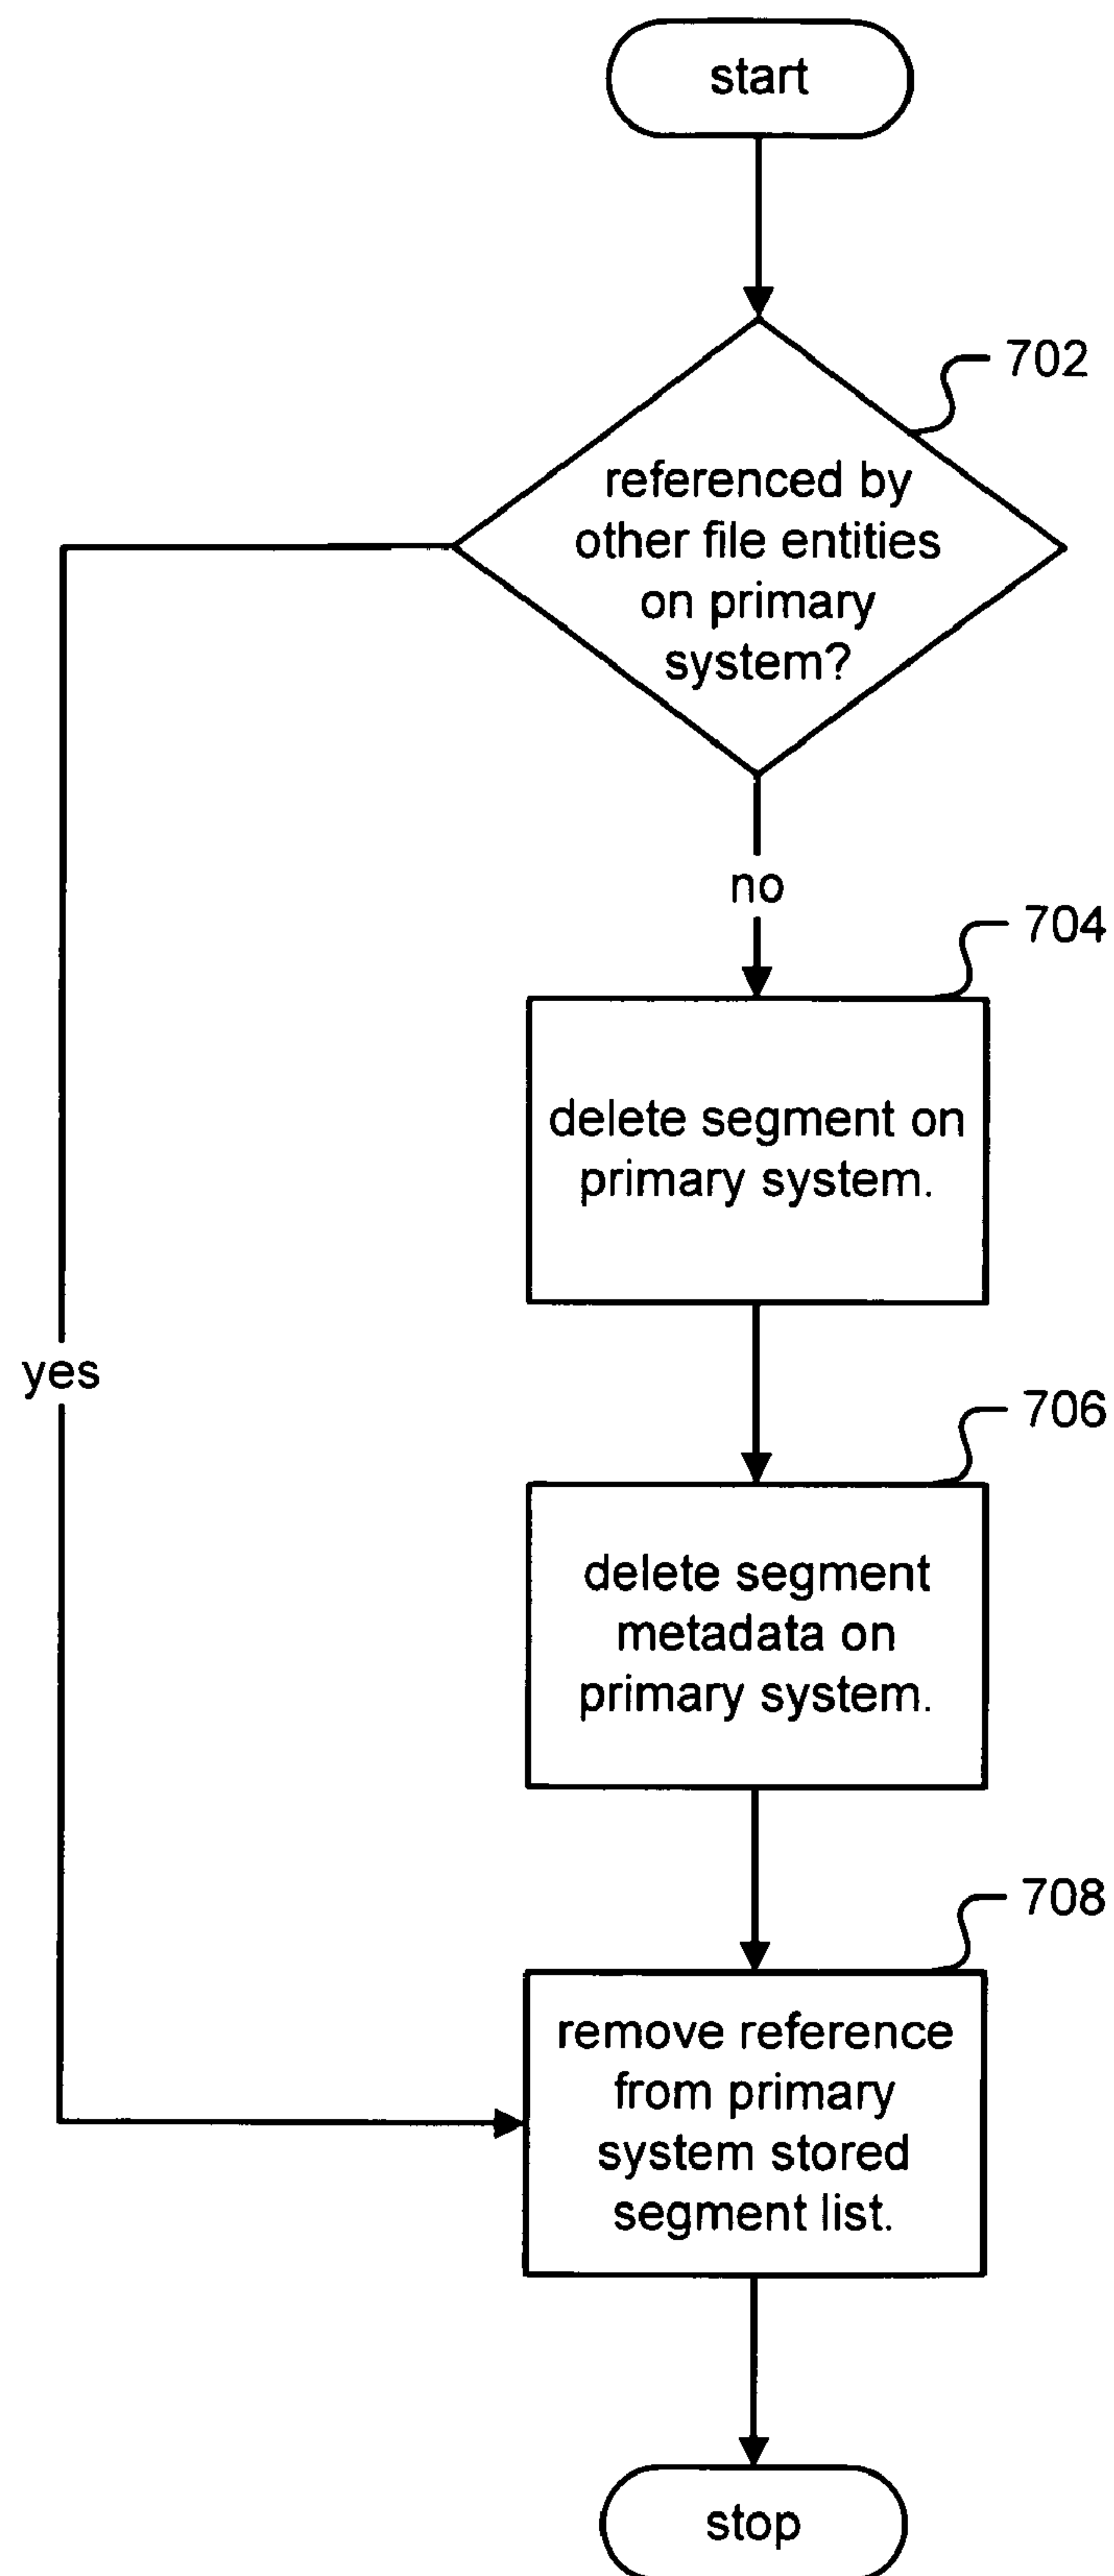 start
702
referenced by
other file entities
on primary
system?
no
704
delete segment on
primary system.
yes
706
delete segment
metadata on
primary system.
708
remove reference
from primary
system stored
segment list.
stop